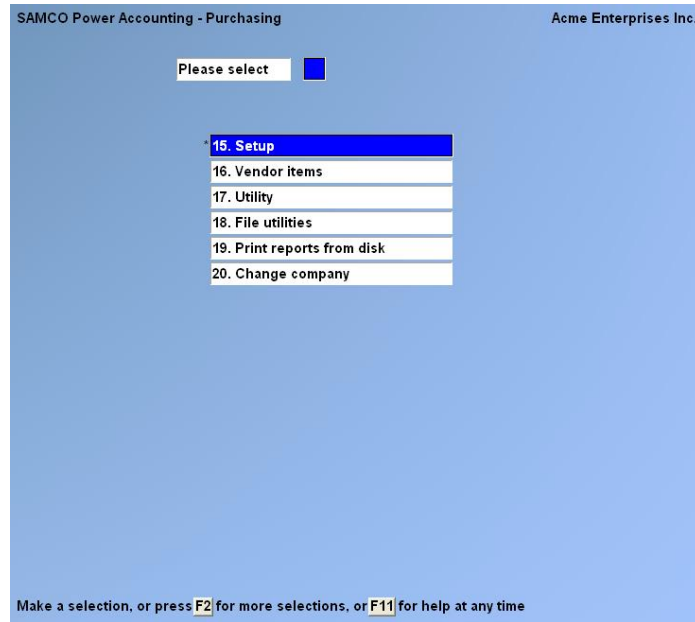 SAMCO Power Accounting - Purchasing Acme Enterprises Inc.
Please select
* 15. Setup
16. Vendor items
17. Utility
18. File utilities
19. Print reports from disk
20. Change company
Make a selection, or press F2 for more selections, or F11 for help at any time